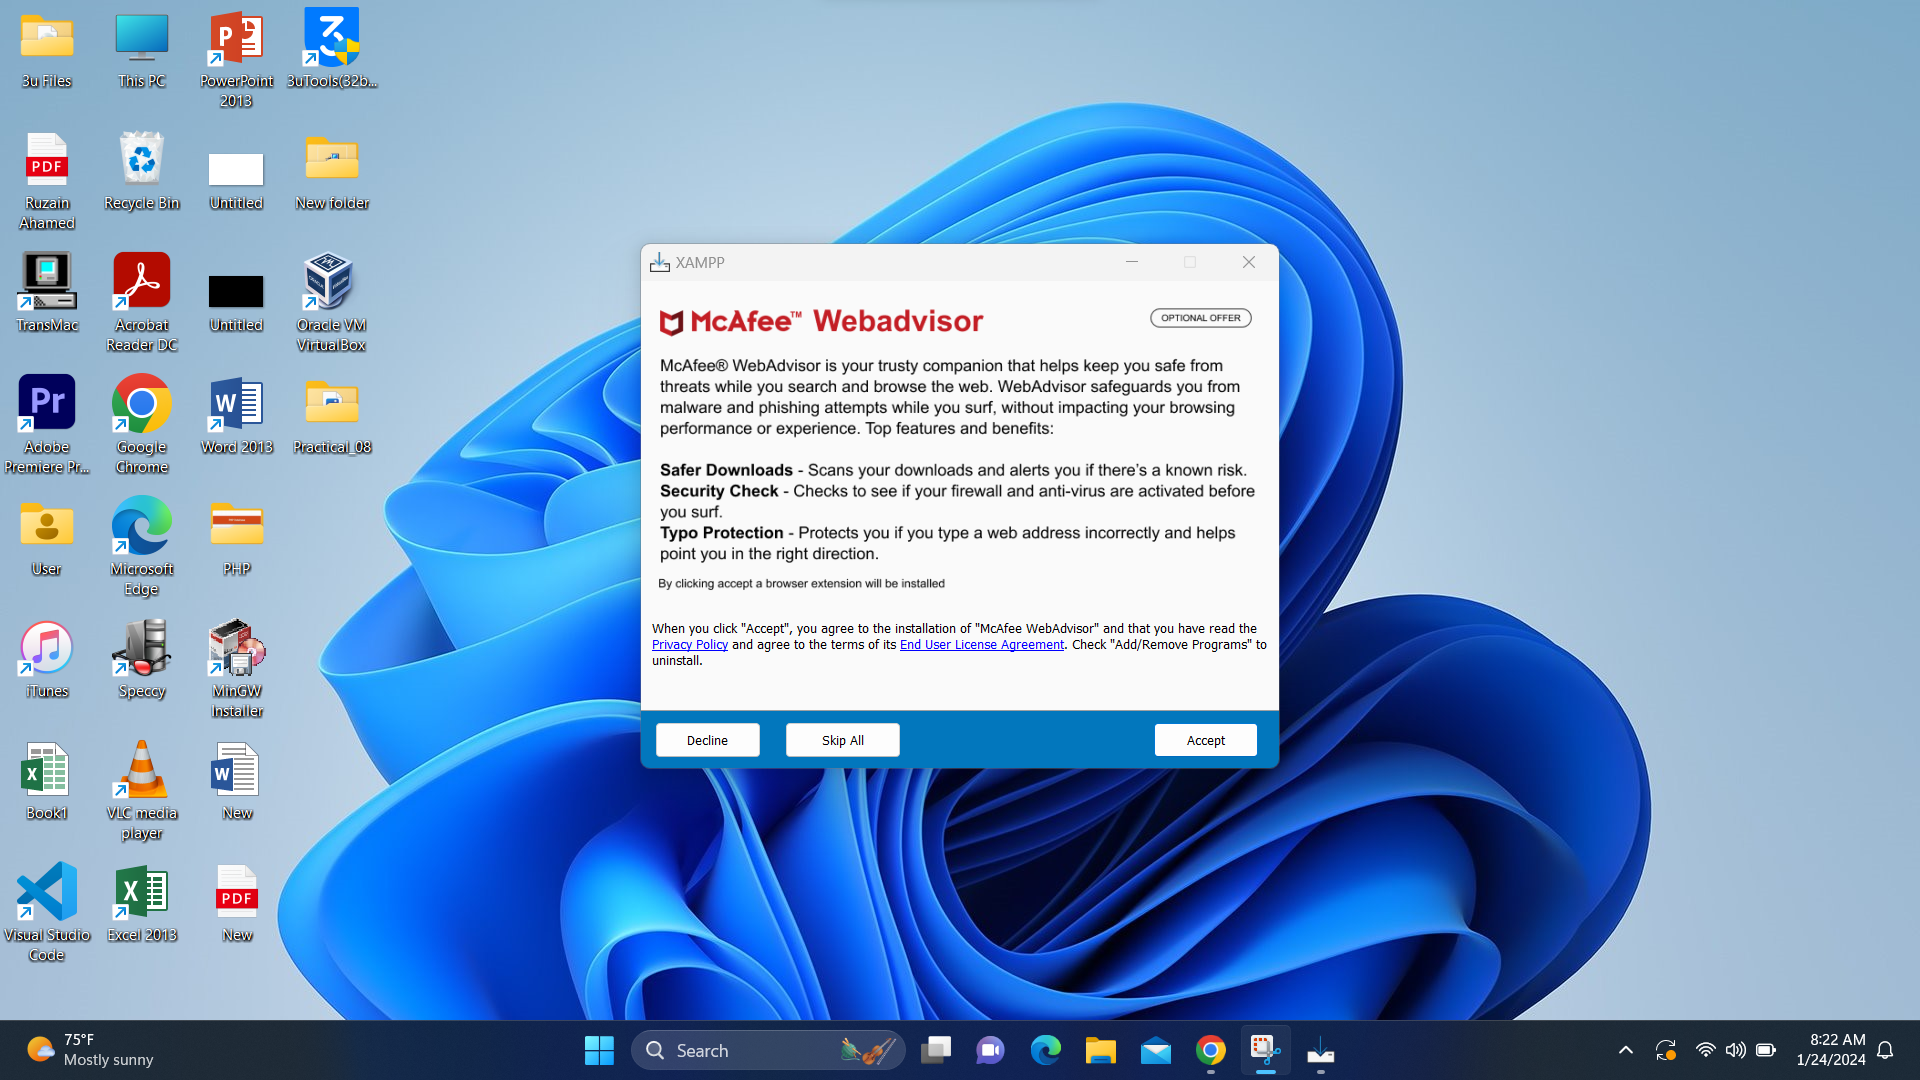 3u Files
This PC
PowerPoint
2013
3uTools(32b...
Ruzain
Ahamed
Recycle Bin
Untitled
New folder
TransMac
Acrobat
Reader DC
Untitled
Oracle VM
VirtualBox
Adobe
Premiere Pr...
Google
Chrome
Word 2013
Practical_08
User
Microsoft
Edge
PHP
iTunes
Speccy
MinGW
Installer
Book1
VLC media
player
New
Visual Studio
Code
Excel 2013
New
PDF
PDF
Pr
XAMPP
McAfee™ Webadvisor
OPTIONAL OFFER
McAfee® WebAdvisor is your trusty companion that helps keep you safe from
threats while you search and browse the web. WebAdvisor safeguards you from
malware and phishing attempts while you surf, without impacting your browsing
performance or experience. Top features and benefits:
Safer Downloads - Scans your downloads and alerts you if there's a known risk.
Security Check - Checks to see if your firewall and anti-virus are activated before
you surf.
Typo Protection - Protects you if you type a web address incorrectly and helps
point you in the right direction.
By clicking accept a browser extension will be installed
When you click "Accept", you agree to the installation of "McAfee WebAdvisor" and that you have read the
Privacy Policy and agree to the terms of its End User License Agreement. Check "Add/Remove Programs" to
uninstall.
Decline
Skip All
Accept
75°F
Mostly sunny
Search
8:22 AM
1/24/2024